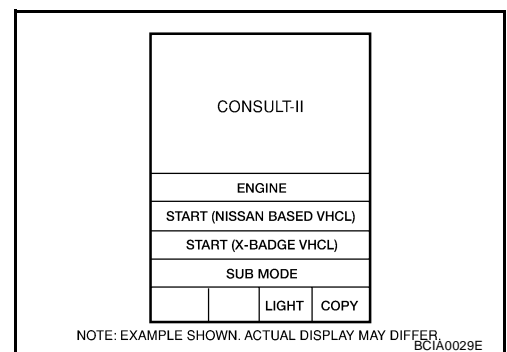 CONSULT-II
ENGINE
START (NISSAN BASED VHCL)
START (X-BADGE VHCL)
SUB MODE
LIGHT COPY
NOTE: EXAMPLE SHOWN. ACTUAL DISPLAY MAY DIFFER.
BCIA0029E